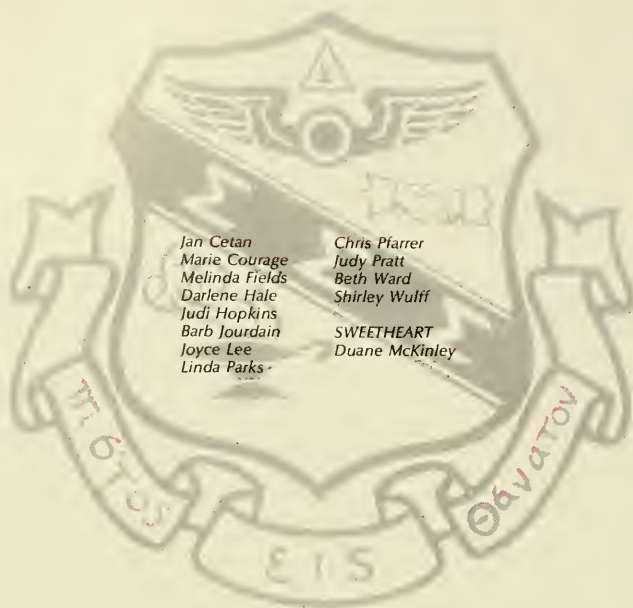 Jan Cetan
Marie Courage
Melinda Fields
Darlene Hale
Judi Hopkins
Barb Jourdain
Joyce Lee
Linda Parks
Chris Pfarrer
Judy Pratt
Beth Ward
Shirley Wulff
SWEETHEART
Duane McKinley
πιστος
ΕΙΣ
Θάνατον